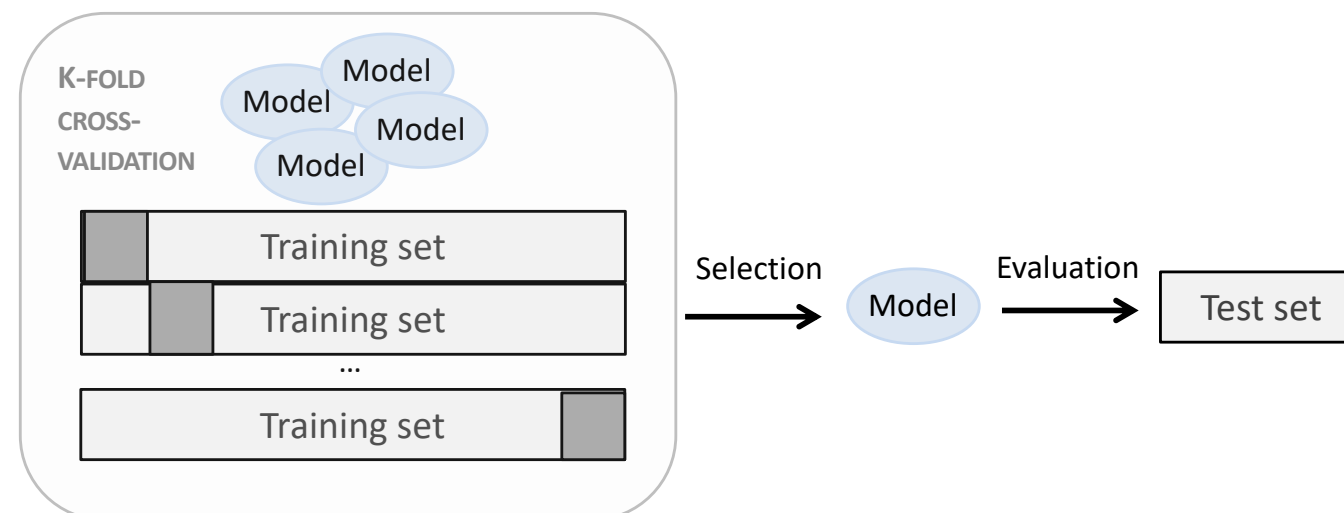 K-FOLD
CROSS-
VALIDATION
Model
Model
Model
Model
Training set
Training set
...
Training set
Selection
Model
Evaluation
Test set